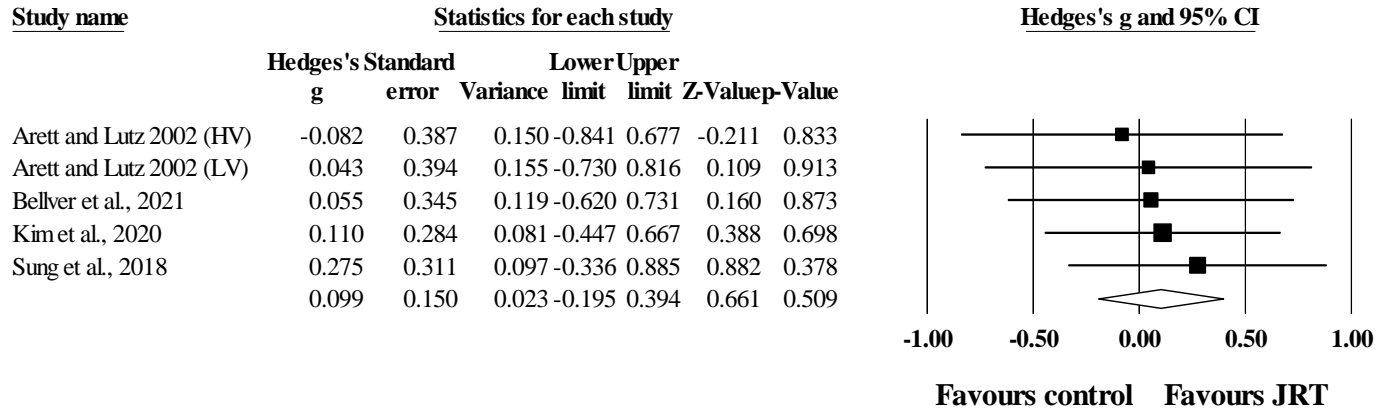 Study name Statistics for each study Hedges's g and 95% CI
Hedges's Standard Lower Upper
g error Variance limit limit Z-Value p-Value
Arett and Lutz 2002 (HV) -0.082 0.387 0.150 -0.841 0.677 -0.211 0.833
Arett and Lutz 2002 (LV) 0.043 0.394 0.155 -0.730 0.816 0.109 0.913
Bellver et al., 2021 0.055 0.345 0.119 -0.620 0.731 0.160 0.873
Kim et al., 2020 0.110 0.284 0.081 -0.447 0.667 0.388 0.698
Sung et al., 2018 0.275 0.311 0.097 -0.336 0.885 0.882 0.378
0.099 0.150 0.023 -0.195 0.394 0.661 0.509
-1.00 -0.50 0.00 0.50 1.00
Favours control Favours JRT